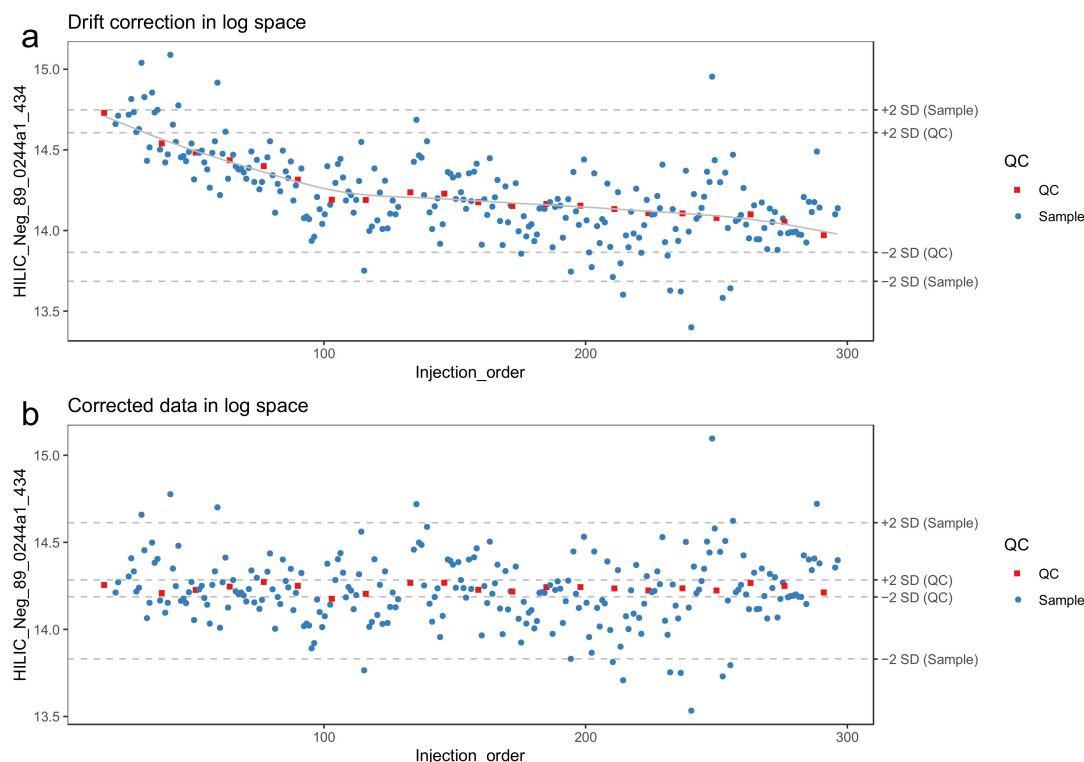 a
Drift correction in log space
HILIC_Neg_89_0244a1_434
15.0
14.5
14.0
13.5
+2 SD (Sample)
+2 SD (QC)
−2 SD (QC)
−2 SD (Sample)
100
200
300
Injection_order
QC
QC
Sample
b
Corrected data in log space
HILIC_Neg_89_0244a1_434
15.0
14.5
14.0
13.5
+2 SD (Sample)
+2 SD (QC)
−2 SD (QC)
−2 SD (Sample)
100
200
300
Injection_order
QC
QC
Sample